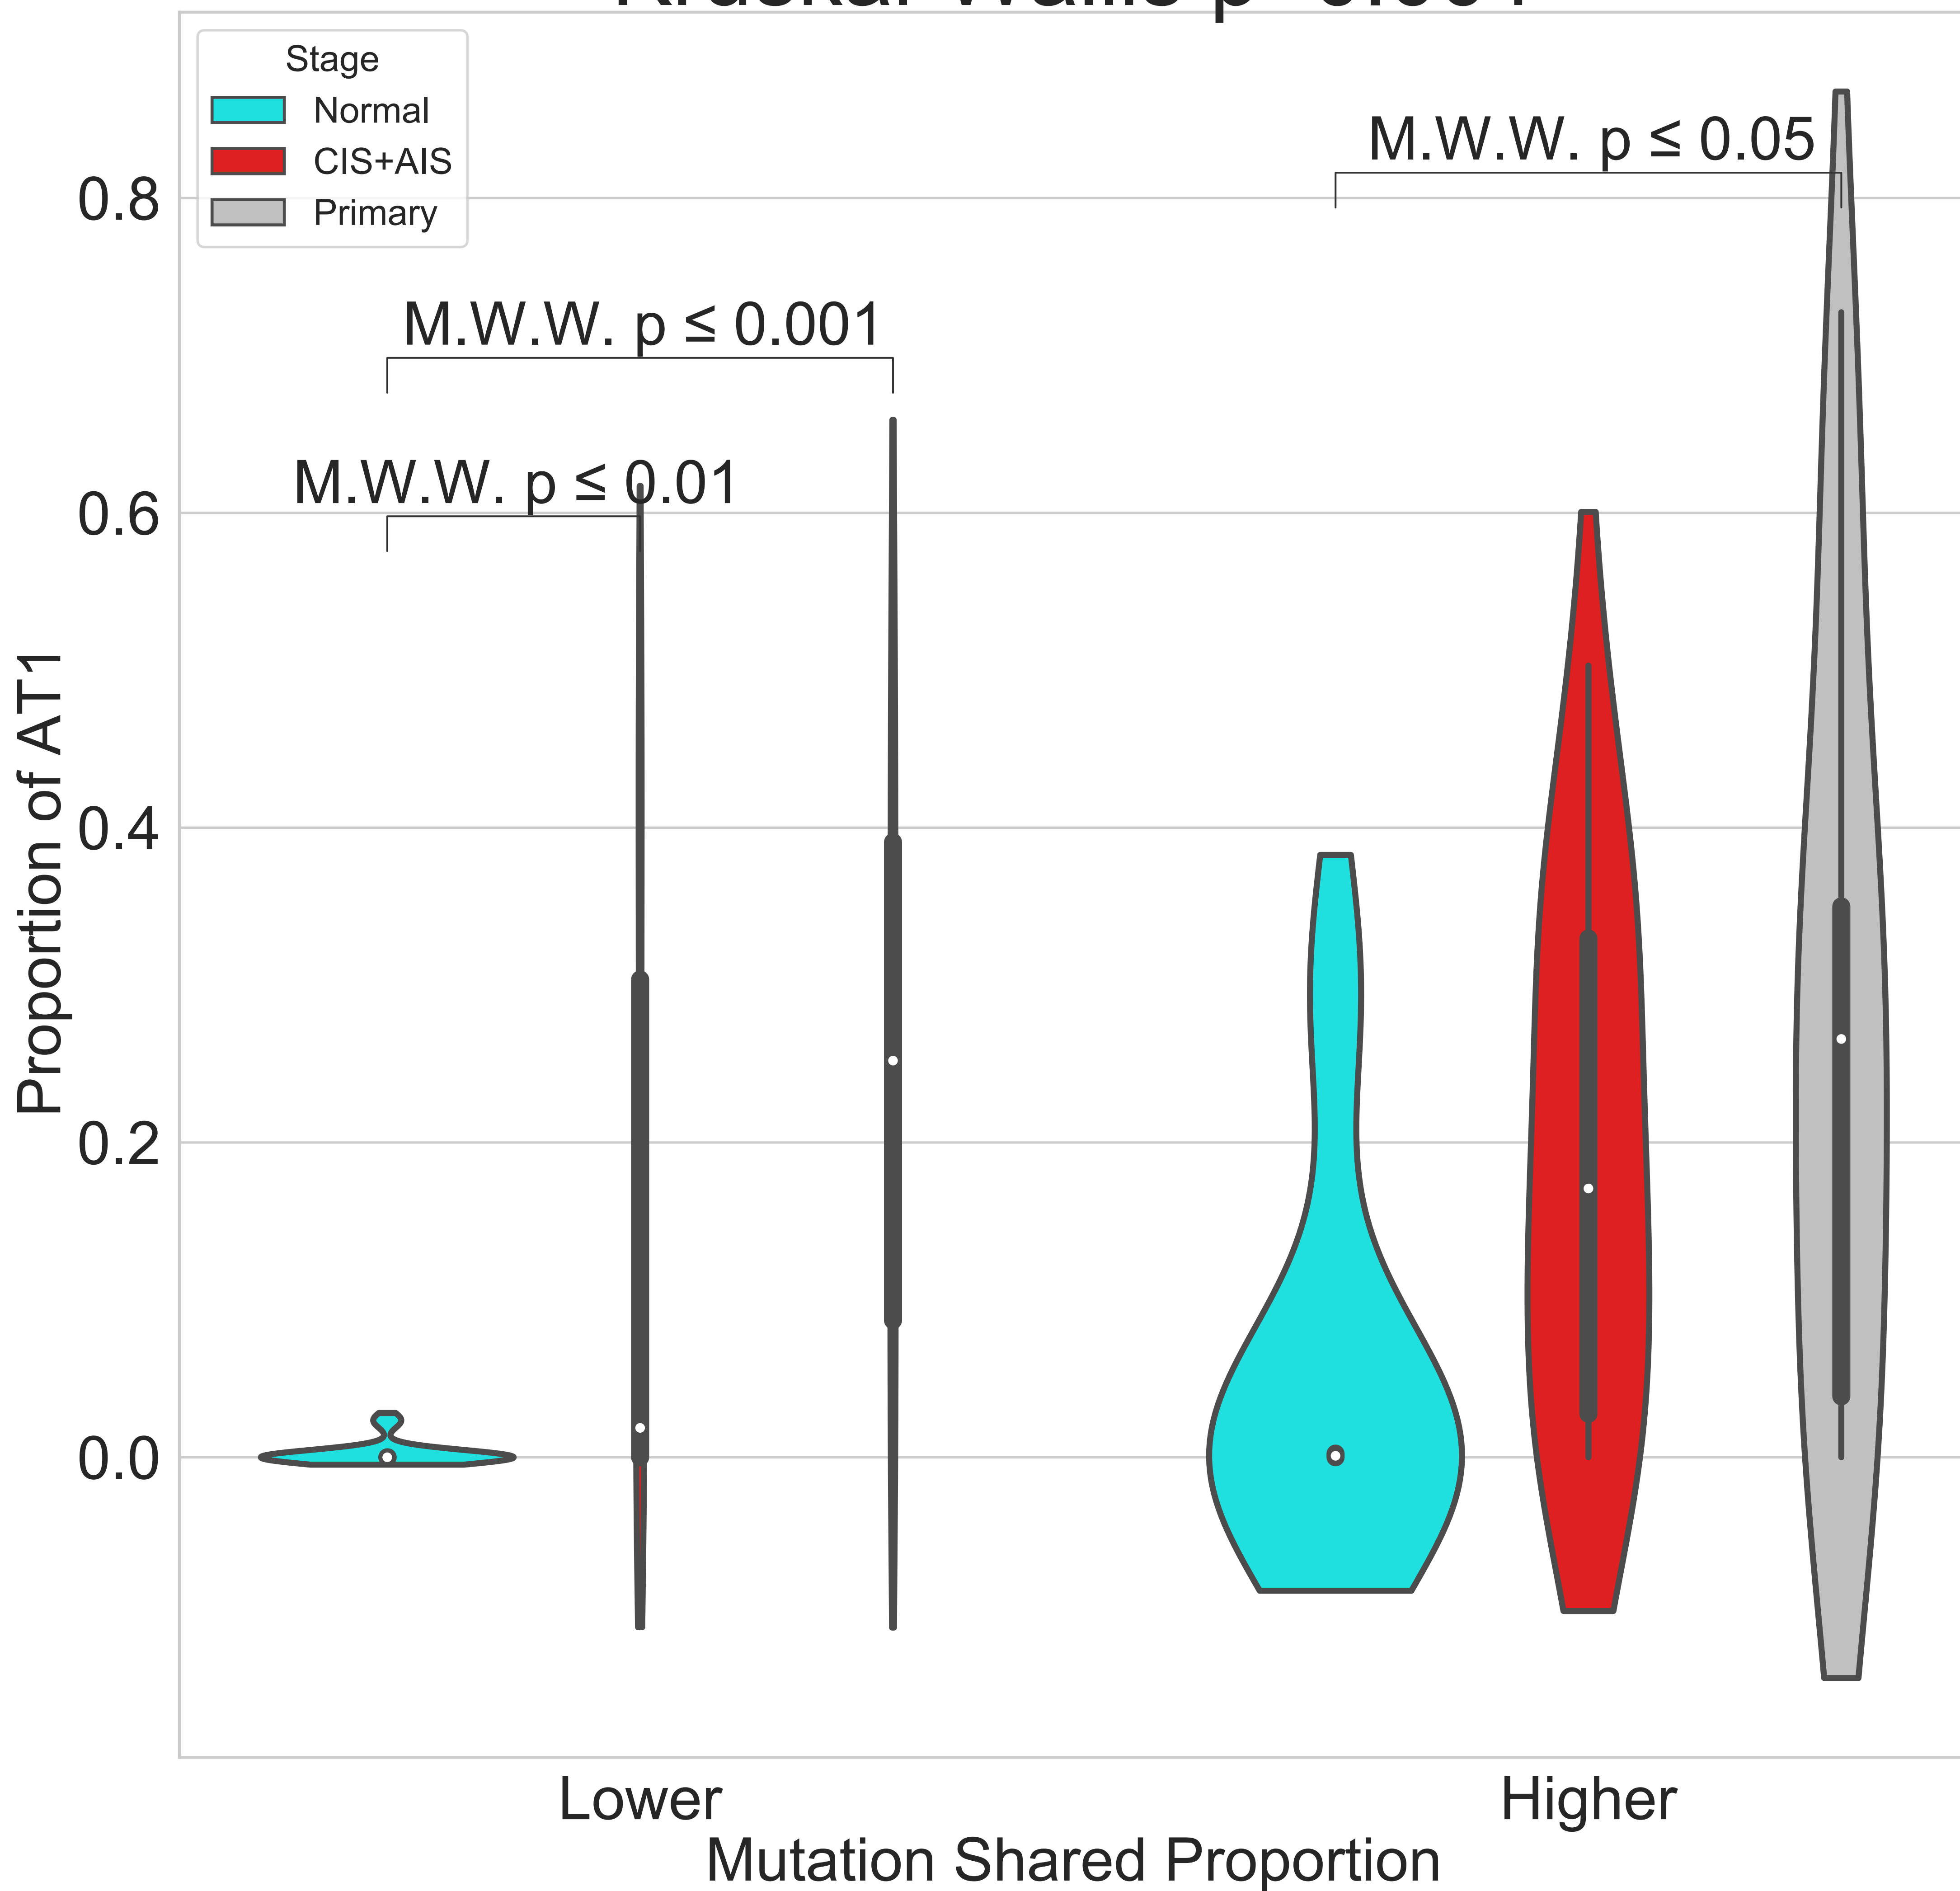 Stage
Normal
CIS+AIS
Primary
M.W.W. p ≤ 0.05
M.W.W. p ≤ 0.001
M.W.W. p ≤ 0.01
0.8
0.6
0.4
0.2
0.0
Proportion of AT1
Lower
Higher
Mutation Shared Proportion